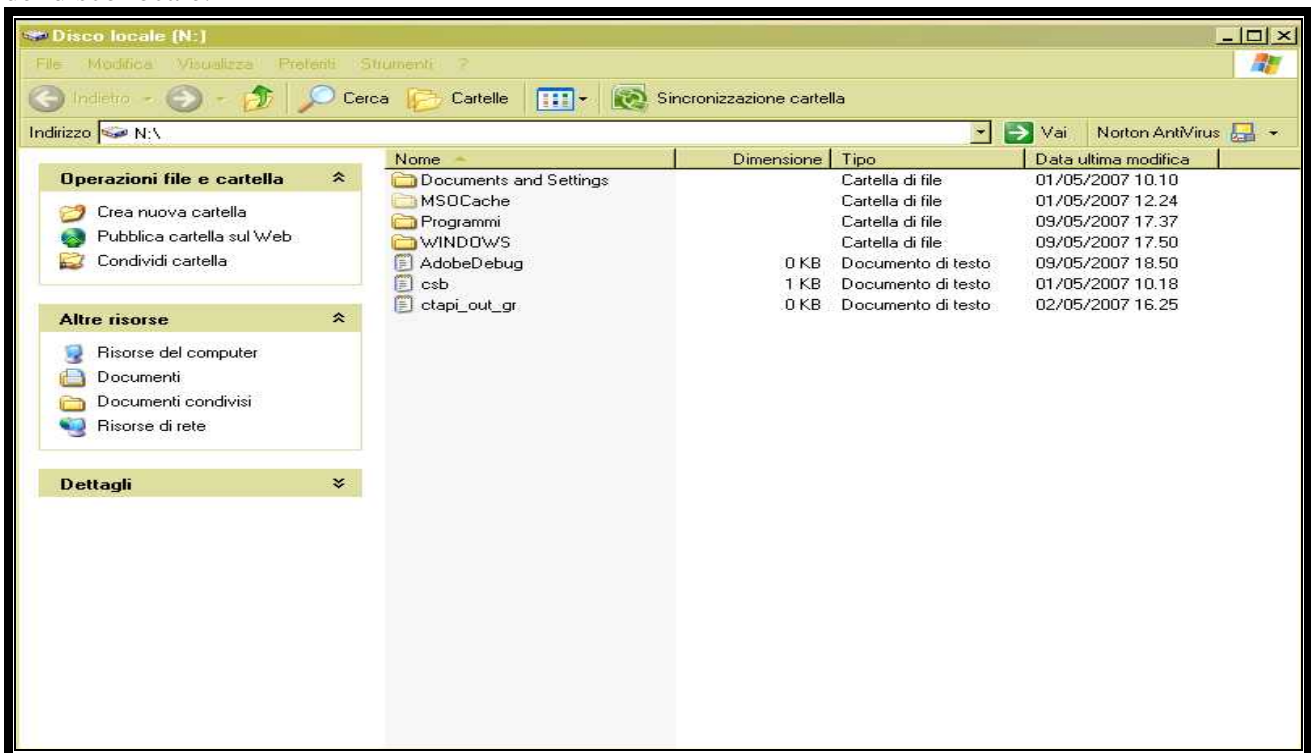 Disco locale (N:)
File Modifica Visualizza Preferiti Strumenti ?
Indietro Cerca Cartelle Sincronizzazione cartella
Indirizzo N:\ Vai Norton AntiVirus
Nome Dimensione Tipo Data ultima modifica
Operazioni file e cartella
Crea nuova cartella
Pubblica cartella sul Web
Condividi cartella
Altre risorse
Risorse del computer
Documenti
Documenti condivisi
Risorse di rete
Dettagli
Documents and Settings Cartella di file 01/05/2007 10.10
MSOCache Cartella di file 01/05/2007 12.24
Programmi Cartella di file 09/05/2007 17.37
WINDOWS Cartella di file 09/05/2007 17.50
AdobeDebug 0 KB Documento di testo 09/05/2007 18.50
csb 1 KB Documento di testo 01/05/2007 10.18
ctapi_out_gr 0 KB Documento di testo 02/05/2007 16.25